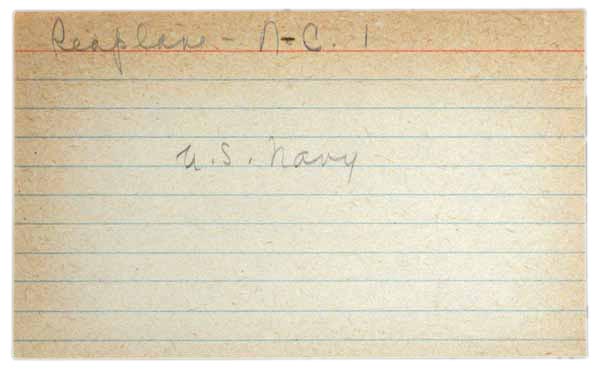 Seaplane - N-C. 1
U.S. Navy